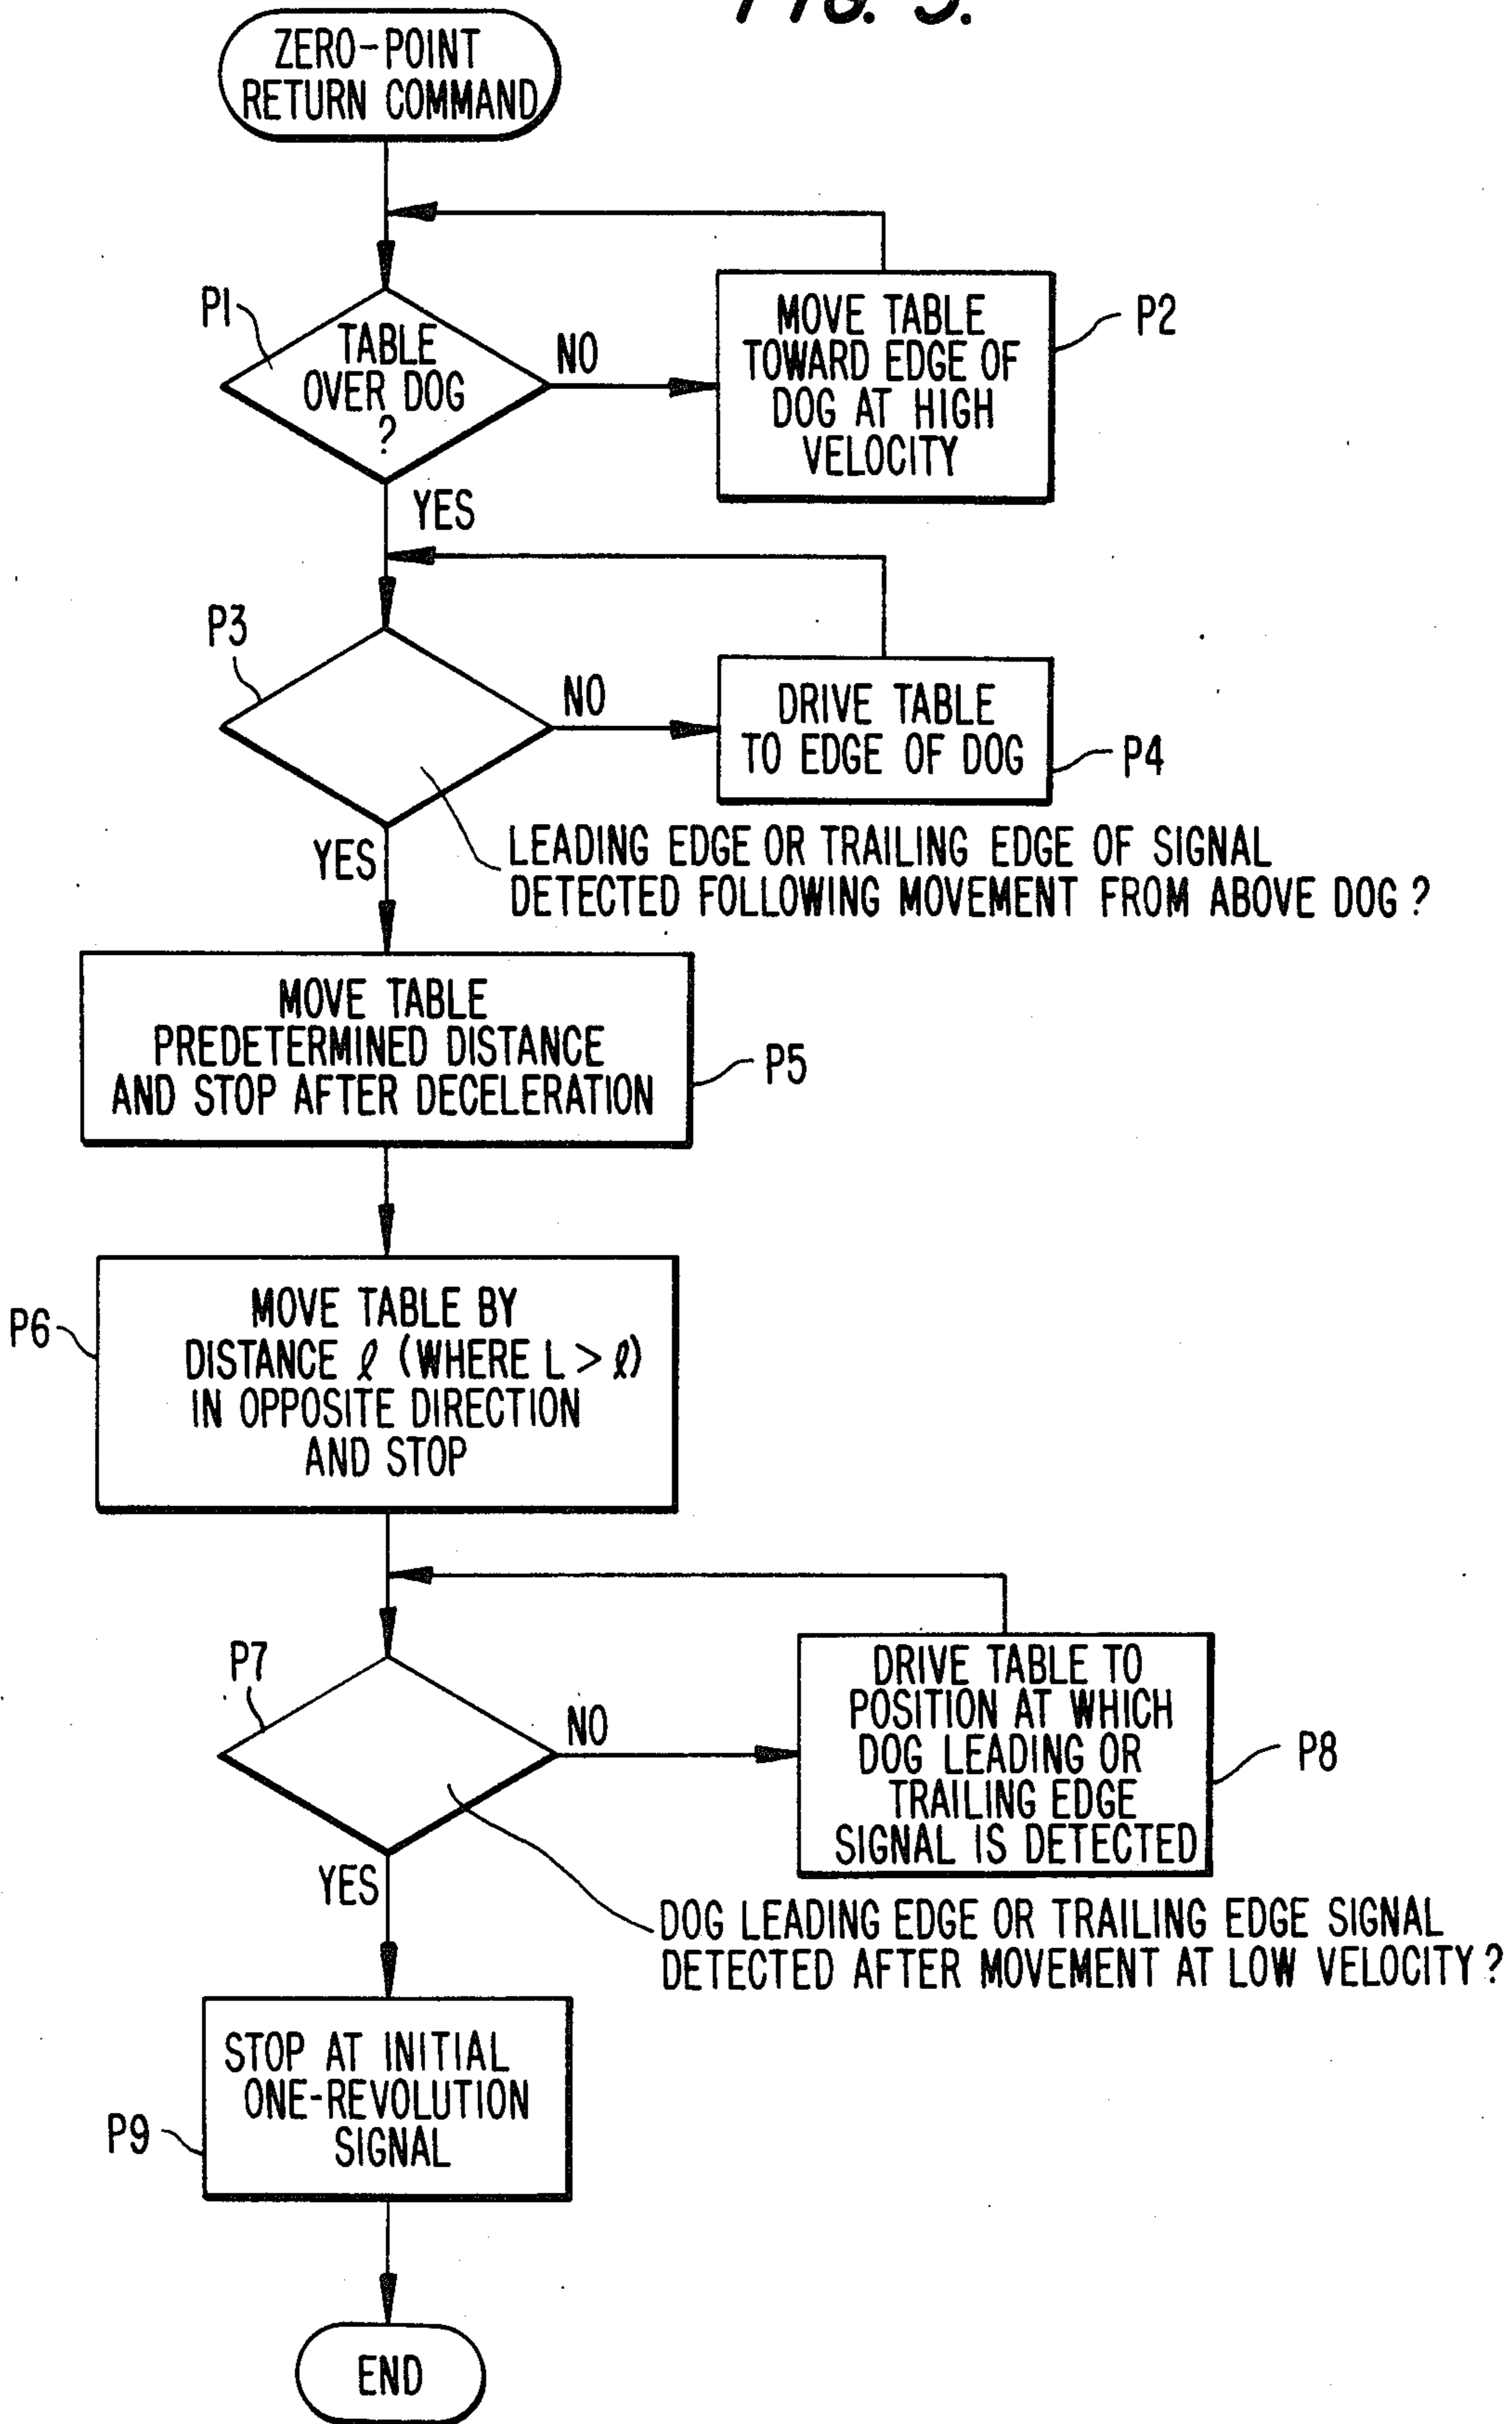 FIG.
ZERO-POINT
RETURN COMMAND
P1
TABLE
OVER DOG
?
NO
MOVE TABLE
TOWARD EDGE OF
DOG AT HIGH
VELOCITY
P2
YES
P3
NO
DRIVE TABLE
TO EDGE OF DOG
P4
YES
LEADING EDGE OR TRAILING EDGE OF SIGNAL
DETECTED FOLLOWING MOVEMENT FROM ABOVE DOG ?
MOVE TABLE
PREDETERMINED DISTANCE
AND STOP AFTER DECELERATION
P5
P6
MOVE TABLE BY
DISTANCE ℓ (WHERE L > ℓ)
IN OPPOSITE DIRECTION
AND STOP
P7
NO
DRIVE TABLE TO
POSITION AT WHICH
DOG LEADING OR
TRAILING EDGE
SIGNAL IS DETECTED
P8
YES
DOG LEADING EDGE OR TRAILING EDGE SIGNAL
DETECTED AFTER MOVEMENT AT LOW VELOCITY ?
STOP AT INITIAL
ONE-REVOLUTION
SIGNAL
P9
END